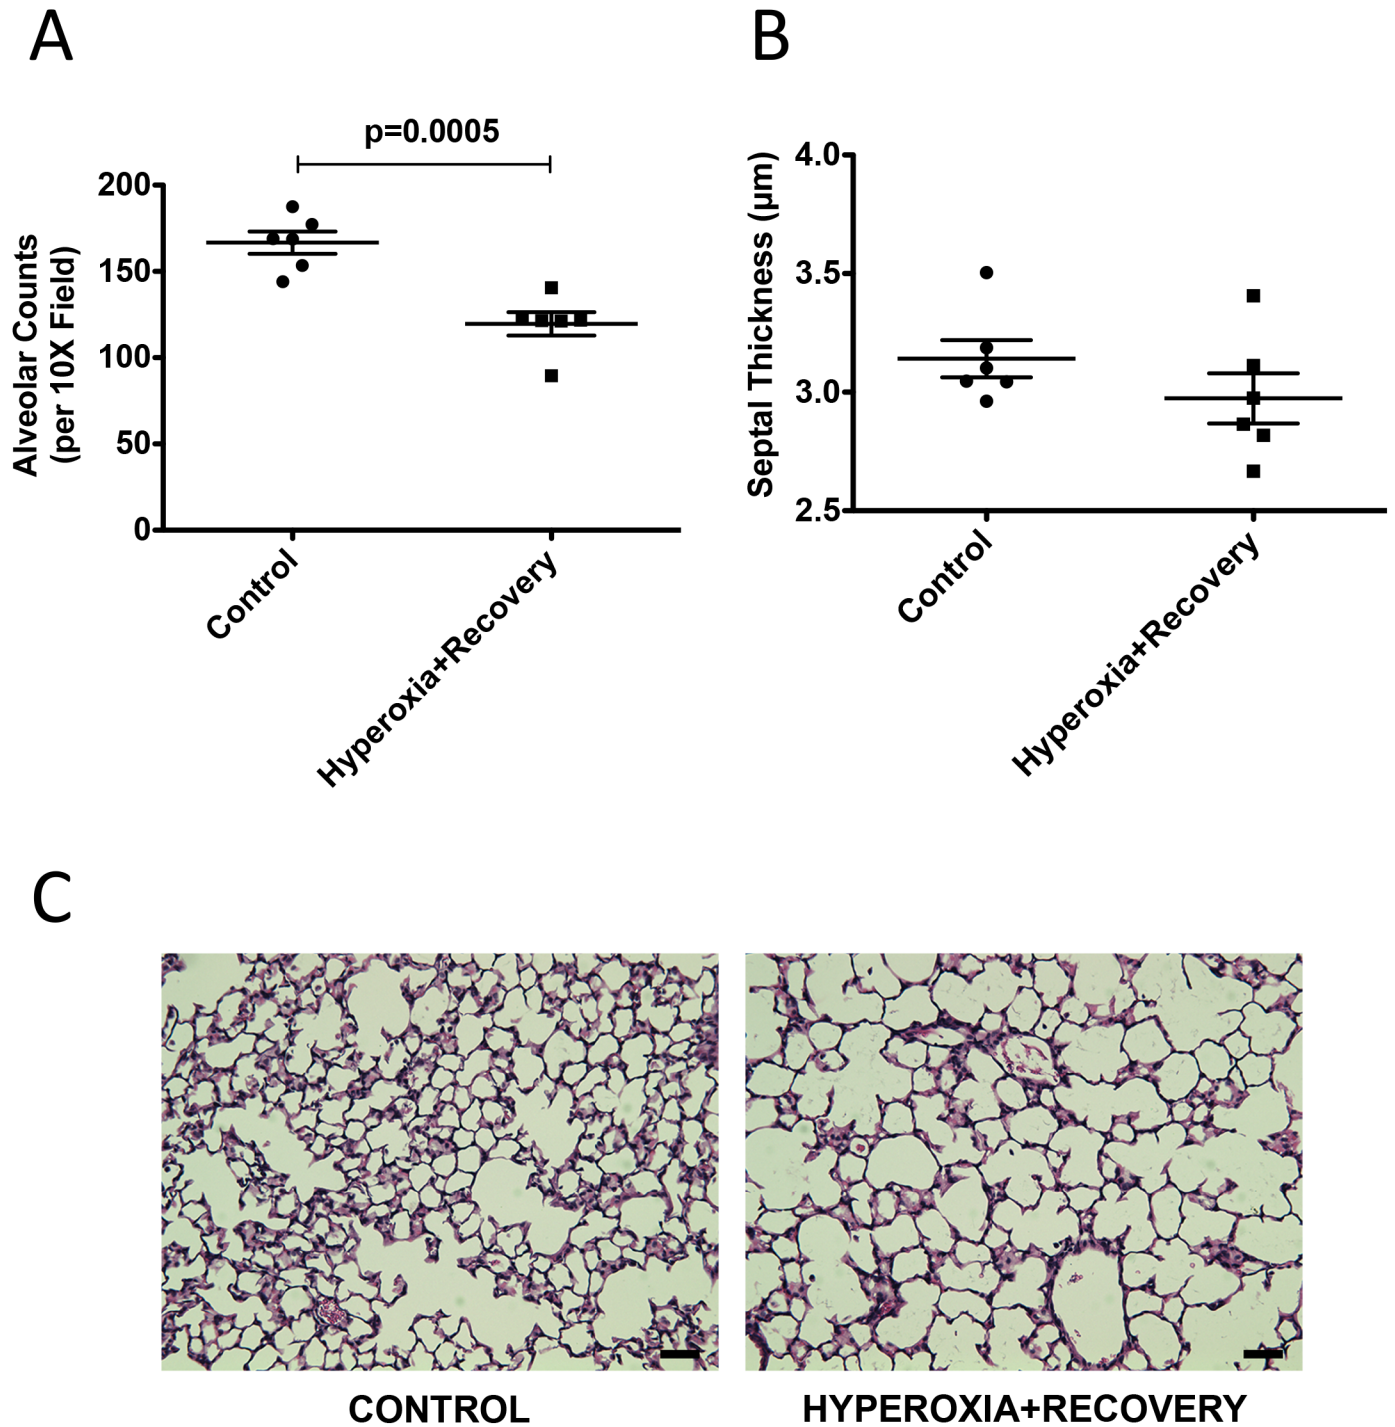 A
p=0.0005
Alveolar Counts
(per 10X Field)
200
150
100
50
0
Control
Hyperoxia+Recovery
B
Septal Thickness (µm)
4.0
3.5
3.0
2.5
Control
Hyperoxia+Recovery
C
CONTROL
HYPEROXIA+RECOVERY